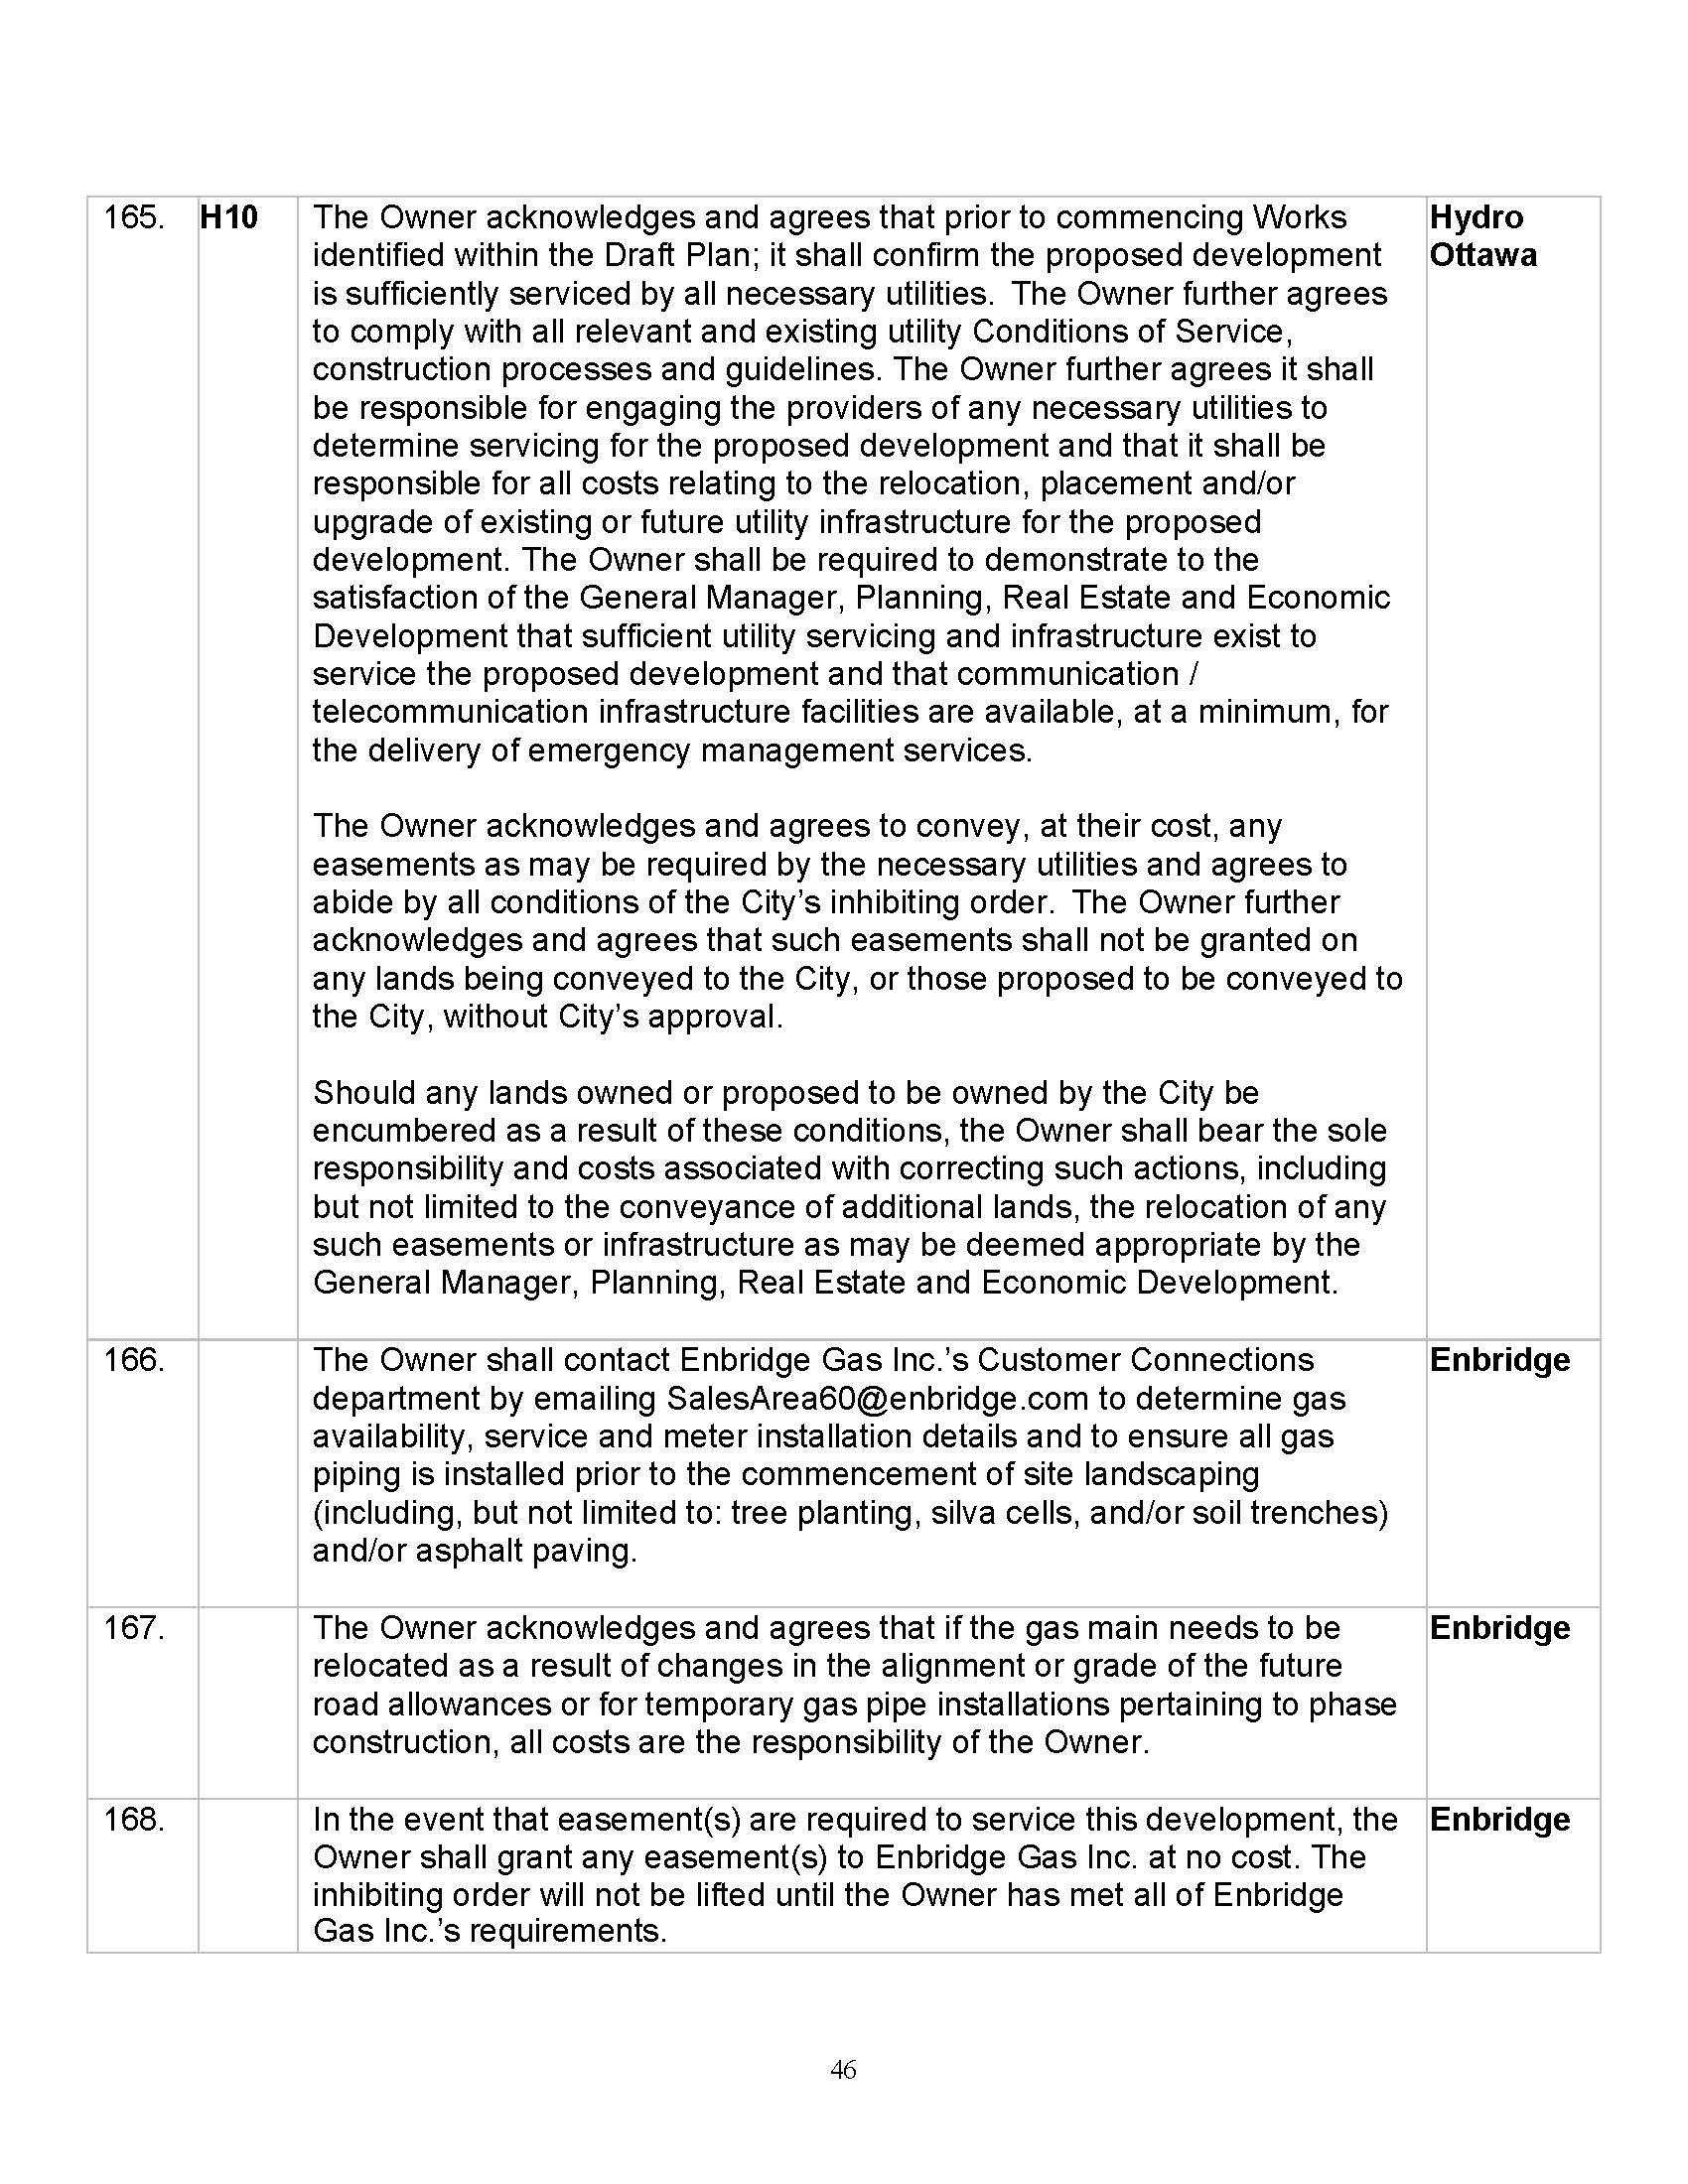 165. H10 The Owner acknowledges and agrees that prior to commencing Works Hydro
identified within the Draft Plan; it shall confirm the proposed development Ottawa
is sufficiently serviced by all necessary utilities.  The Owner further agrees
to comply with all relevant and existing utility Conditions of Service,
construction processes and guidelines. The Owner further agrees it shall
be responsible for engaging the providers of any necessary utilities to
determine servicing for the proposed development and that it shall be
responsible for all costs relating to the relocation, placement and/or
upgrade of existing or future utility infrastructure for the proposed
development. The Owner shall be required to demonstrate to the
satisfaction of the General Manager, Planning, Real Estate and Economic
Development that sufficient utility servicing and infrastructure exist to
service the proposed development and that communication /
telecommunication infrastructure facilities are available, at a minimum, for
the delivery of emergency management services.
The Owner acknowledges and agrees to convey, at their cost, any
easements as may be required by the necessary utilities and agrees to
abide by all conditions of the City’s inhibiting order.  The Owner further
acknowledges and agrees that such easements shall not be granted on
any lands being conveyed to the City, or those proposed to be conveyed to
the City, without City’s approval.
Should any lands owned or proposed to be owned by the City be
encumbered as a result of these conditions, the Owner shall bear the sole
responsibility and costs associated with correcting such actions, including
but not limited to the conveyance of additional lands, the relocation of any
such easements or infrastructure as may be deemed appropriate by the
General Manager, Planning, Real Estate and Economic Development.
166. The Owner shall contact Enbridge Gas Inc.’s Customer Connections Enbridge
department by emailing SalesArea60@enbridge.com to determine gas
availability, service and meter installation details and to ensure all gas
piping is installed prior to the commencement of site landscaping
(including, but not limited to: tree planting, silva cells, and/or soil trenches)
and/or asphalt paving.
167. The Owner acknowledges and agrees that if the gas main needs to be Enbridge
relocated as a result of changes in the alignment or grade of the future
road allowances or for temporary gas pipe installations pertaining to phase
construction, all costs are the responsibility of the Owner.
168. In the event that easement(s) are required to service this development, the Enbridge
Owner shall grant any easement(s) to Enbridge Gas Inc. at no cost. The
inhibiting order will not be lifted until the Owner has met all of Enbridge
Gas Inc.’s requirements.
46